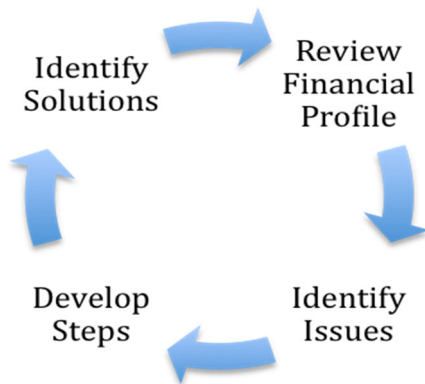 Identify
Solutions
Review
Financial
Profile
Identify
Issues
Develop
Steps